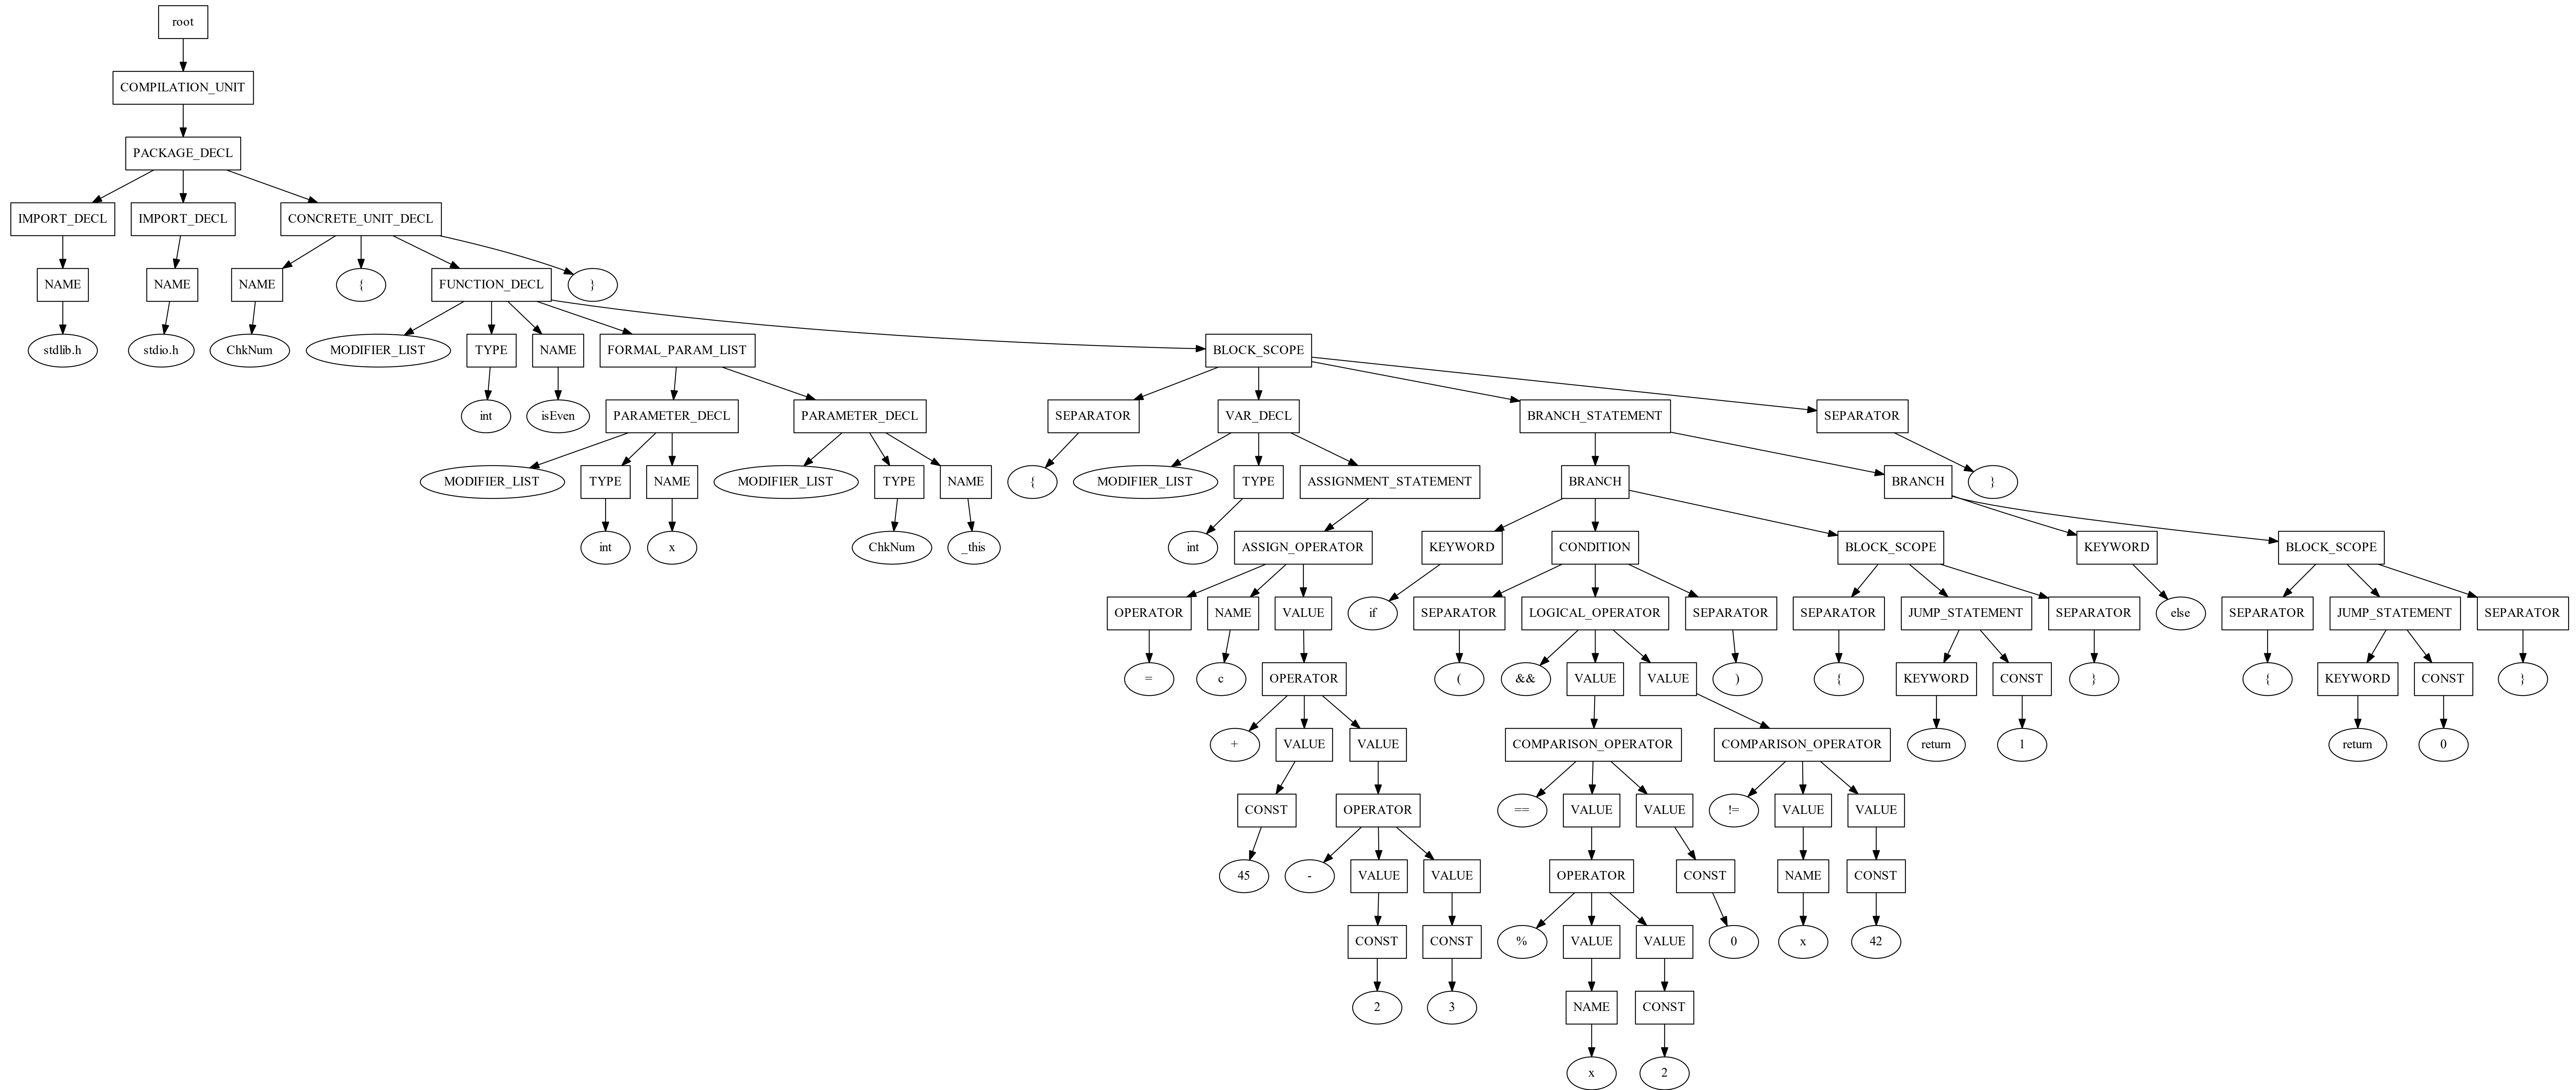 root
COMPILATION_UNIT
PACKAGE_DECL
IMPORT_DECL IMPORT_DECL CONCRETE_UNIT_DECL
NAME NAME NAME { FUNCTION_DECL }
stdlib.h stdio.h ChkNum MODIFIER_LIST TYPE NAME FORMAL_PARAM_LIST BLOCK_SCOPE
int isEven PARAMETER_DECL PARAMETER_DECL SEPARATOR VAR_DECL BRANCH_STATEMENT SEPARATOR
MODIFIER_LIST TYPE NAME MODIFIER_LIST TYPE NAME { MODIFIER_LIST TYPE ASSIGNMENT_STATEMENT BRANCH BRANCH }
int x ChkNum _this int ASSIGN_OPERATOR KEYWORD CONDITION BLOCK_SCOPE KEYWORD BLOCK_SCOPE
OPERATOR NAME VALUE if SEPARATOR LOGICAL_OPERATOR SEPARATOR SEPARATOR JUMP_STATEMENT SEPARATOR else SEPARATOR JUMP_STATEMENT SEPARATOR
= c OPERATOR ( && VALUE VALUE ) { KEYWORD CONST } { KEYWORD CONST }
+ VALUE VALUE COMPARISON_OPERATOR COMPARISON_OPERATOR return 1 return 0
CONST OPERATOR == VALUE VALUE != VALUE VALUE
45 - VALUE VALUE OPERATOR CONST NAME CONST
CONST CONST % VALUE VALUE 0 x 42
2 3 NAME CONST
x 2